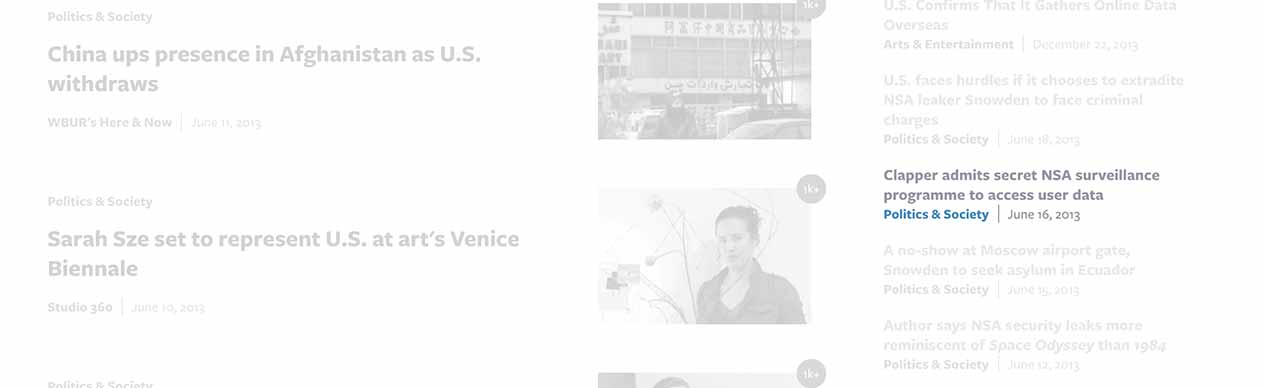 Politics & Society
China ups presence in Afghanistan as U.S.
withdraws
WBUR's Here & Now | June 11, 2013
1k+
Politics & Society
Sarah Sze set to represent U.S. at art's Venice
Biennale
Studio 360 | June 10, 2013
1k+
Politics & Society
1k+
U.S. Confirms That It Gathers Online Data
Overseas
Arts & Entertainment | December 22, 2013
U.S. faces hurdles if it chooses to extradite
NSA leaker Snowden to face criminal
charges
Politics & Society | June 18, 2013
Clapper admits secret NSA surveillance
programme to access user data
Politics & Society | June 16, 2013
A no-show at Moscow airport gate,
Snowden to seek asylum in Ecuador
Politics & Society | June 15, 2013
Author says NSA security leaks more
reminiscent of Space Odyssey than 1984
Politics & Society | June 12, 2013